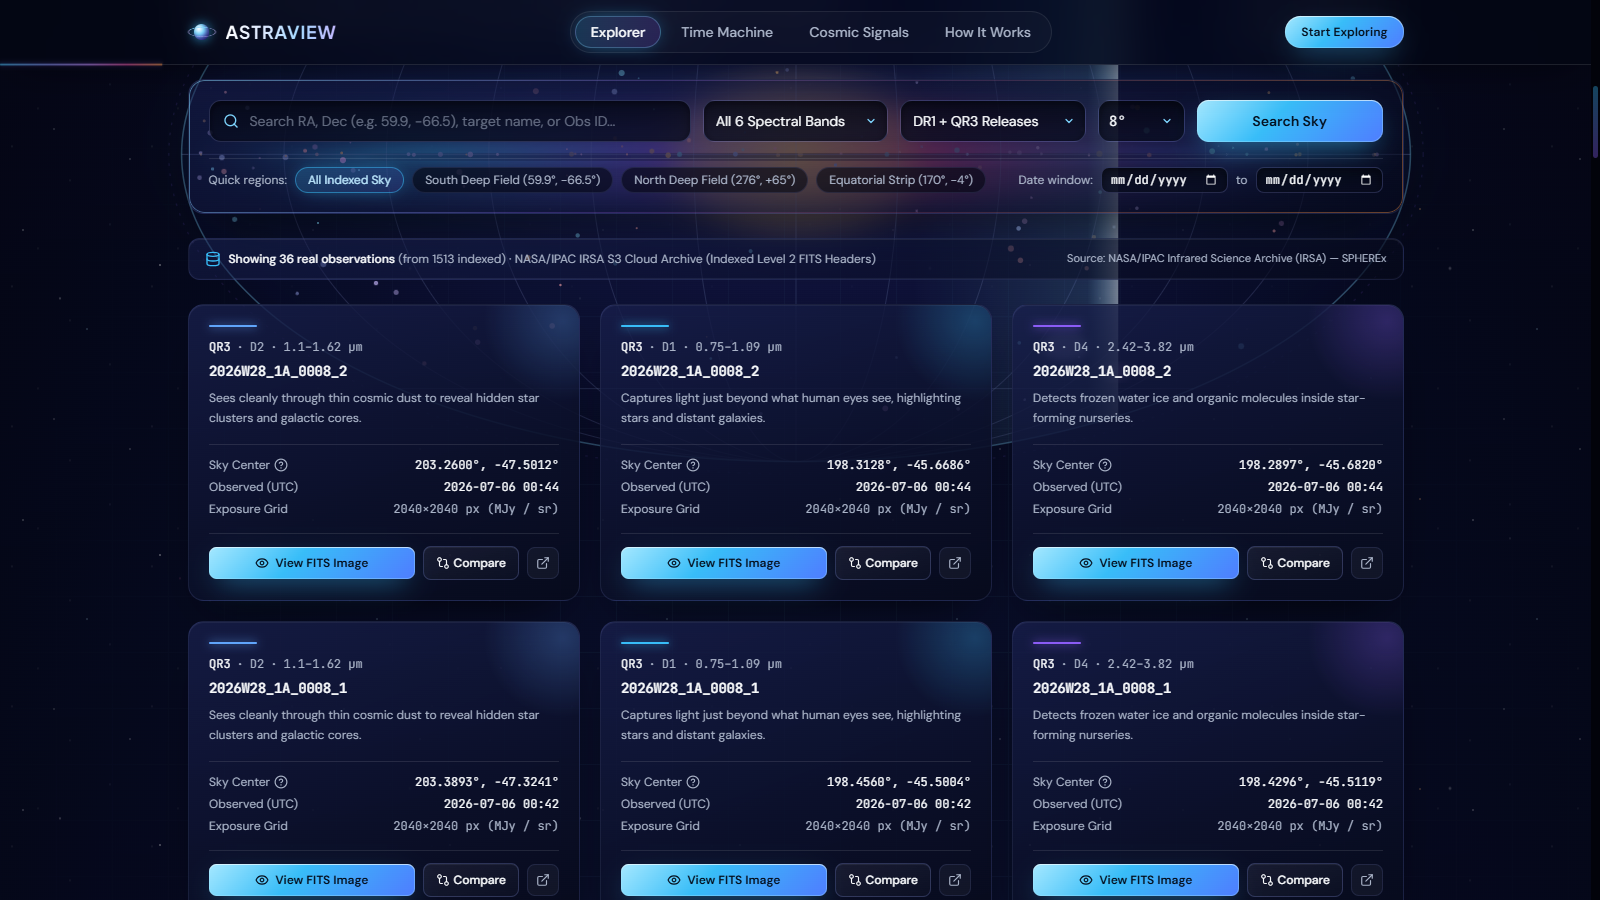 ASTRAVIEW
Explorer Time Machine Cosmic Signals How It Works
Start Exploring
Search RA, Dec (e.g. 59.9, −66.5), target name, or Obs ID...
All 6 Spectral Bands
DR1 + QR3 Releases
8°
Search Sky
Quick regions: All Indexed Sky South Deep Field (59.9°, −66.5°) North Deep Field (276°, +65°) Equatorial Strip (170°, −4°) Date window: mm/dd/yyyy to mm/dd/yyyy
Showing 36 real observations (from 1513 indexed) · NASA/IPAC IRSA S3 Cloud Archive (Indexed Level 2 FITS Headers)
Source: NASA/IPAC Infrared Science Archive (IRSA) — SPHEREx
QR3 · D2 · 1.1–1.62 µm
2026W28_1A_0008_2
Sees cleanly through thin cosmic dust to reveal hidden star
clusters and galactic cores.
Sky Center 203.2600°, -47.5012°
Observed (UTC) 2026-07-06 00:44
Exposure Grid 2040×2040 px (MJy / sr)
View FITS Image Compare
QR3 · D1 · 0.75–1.09 µm
2026W28_1A_0008_2
Captures light just beyond what human eyes see, highlighting
stars and distant galaxies.
Sky Center 198.3128°, -45.6686°
Observed (UTC) 2026-07-06 00:44
Exposure Grid 2040×2040 px (MJy / sr)
View FITS Image Compare
QR3 · D4 · 2.42–3.82 µm
2026W28_1A_0008_2
Detects frozen water ice and organic molecules inside star-
forming nurseries.
Sky Center 198.2897°, -45.6820°
Observed (UTC) 2026-07-06 00:44
Exposure Grid 2040×2040 px (MJy / sr)
View FITS Image Compare
QR3 · D2 · 1.1–1.62 µm
2026W28_1A_0008_1
Sees cleanly through thin cosmic dust to reveal hidden star
clusters and galactic cores.
Sky Center 203.3893°, -47.3241°
Observed (UTC) 2026-07-06 00:42
Exposure Grid 2040×2040 px (MJy / sr)
View FITS Image Compare
QR3 · D1 · 0.75–1.09 µm
2026W28_1A_0008_1
Captures light just beyond what human eyes see, highlighting
stars and distant galaxies.
Sky Center 198.4560°, -45.5004°
Observed (UTC) 2026-07-06 00:42
Exposure Grid 2040×2040 px (MJy / sr)
View FITS Image Compare
QR3 · D4 · 2.42–3.82 µm
2026W28_1A_0008_1
Detects frozen water ice and organic molecules inside star-
forming nurseries.
Sky Center 198.4296°, -45.5119°
Observed (UTC) 2026-07-06 00:42
Exposure Grid 2040×2040 px (MJy / sr)
View FITS Image Compare